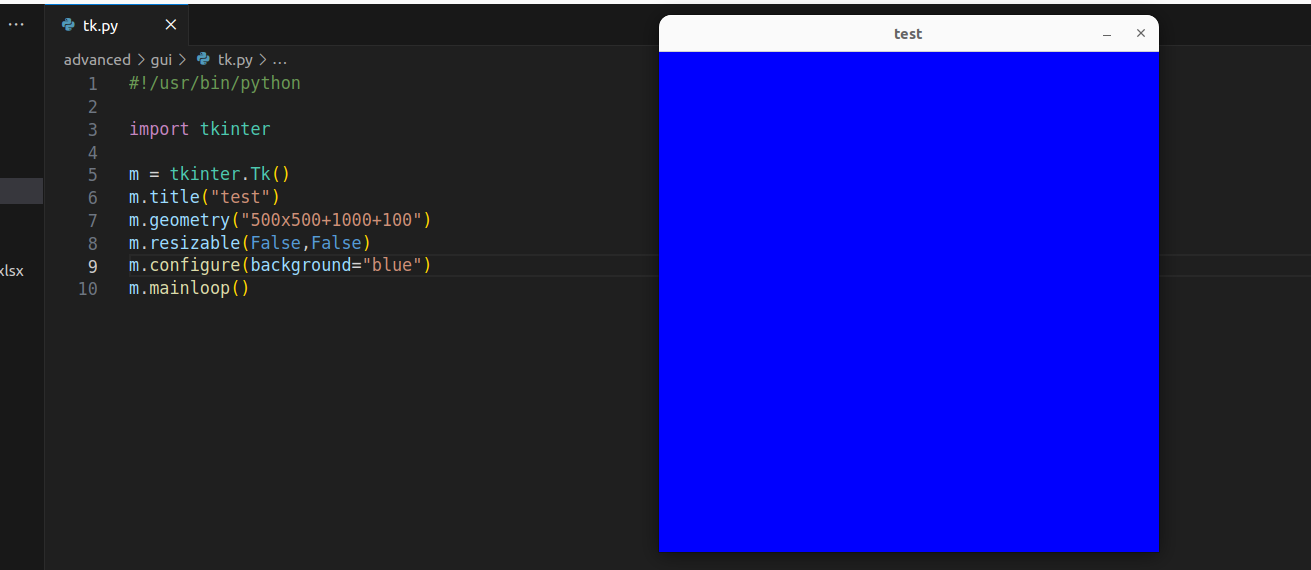 … tk.py ×
advanced > gui > tk.py > …
1 #!/usr/bin/python
2
3 import tkinter
4
5 m = tkinter.Tk()
6 m.title("test")
7 m.geometry("500x500+1000+100")
8 m.resizable(False,False)
9 m.configure(background="blue")
10 m.mainloop()
xlsx
test